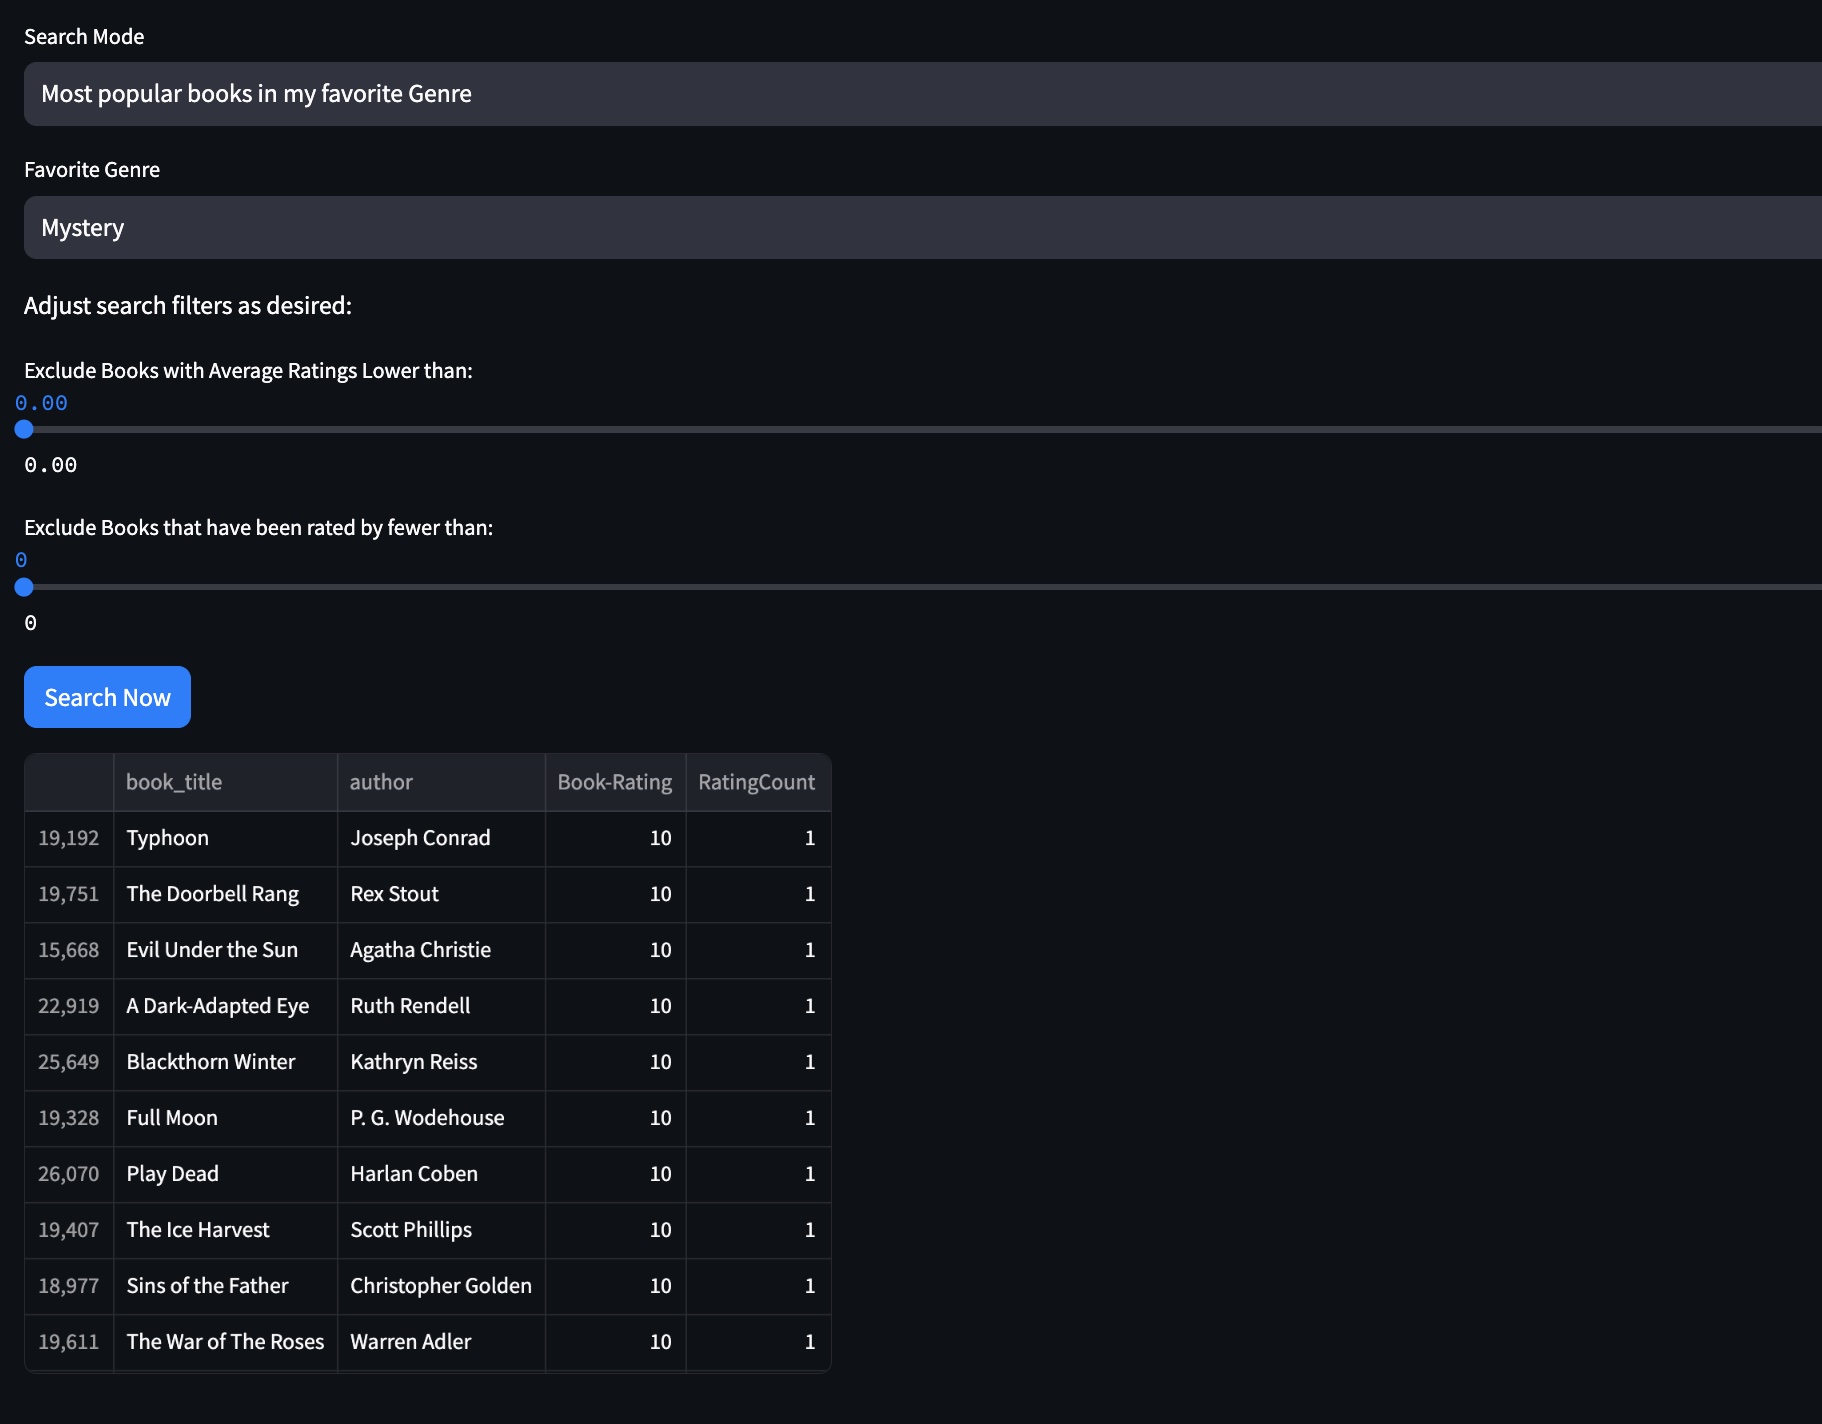 Search Mode
Most popular books in my favorite Genre
Favorite Genre
Mystery
Adjust search filters as desired:
Exclude Books with Average Ratings Lower than:
0.00
0.00
Exclude Books that have been rated by fewer than:
0
0
Search Now
book_title author Book-Rating RatingCount
19,192 Typhoon Joseph Conrad 10 1
19,751 The Doorbell Rang Rex Stout 10 1
15,668 Evil Under the Sun Agatha Christie 10 1
22,919 A Dark-Adapted Eye Ruth Rendell 10 1
25,649 Blackthorn Winter Kathryn Reiss 10 1
19,328 Full Moon P. G. Wodehouse 10 1
26,070 Play Dead Harlan Coben 10 1
19,407 The Ice Harvest Scott Phillips 10 1
18,977 Sins of the Father Christopher Golden 10 1
19,611 The War of The Roses Warren Adler 10 1